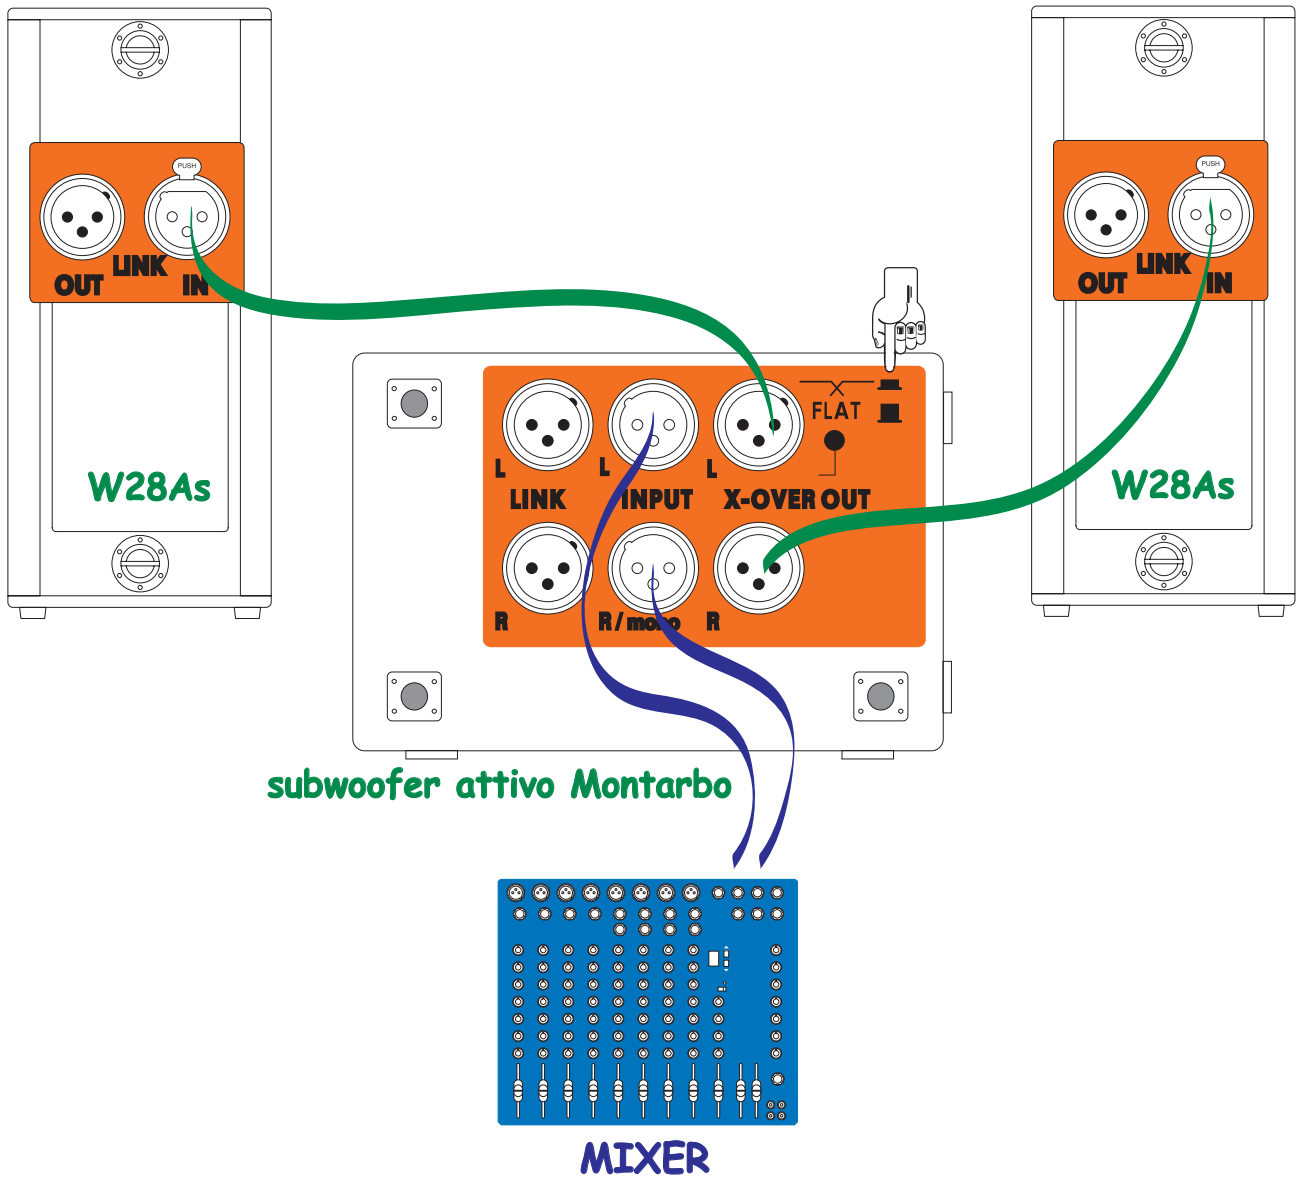 PUSH
OUT
LINK
IN
W28As
PUSH
OUT
LINK
IN
W28As
FLAT
L
L
L
LINK
INPUT
X-OVER OUT
R
R / mono
R
subwoofer attivo Montarbo
MIXER